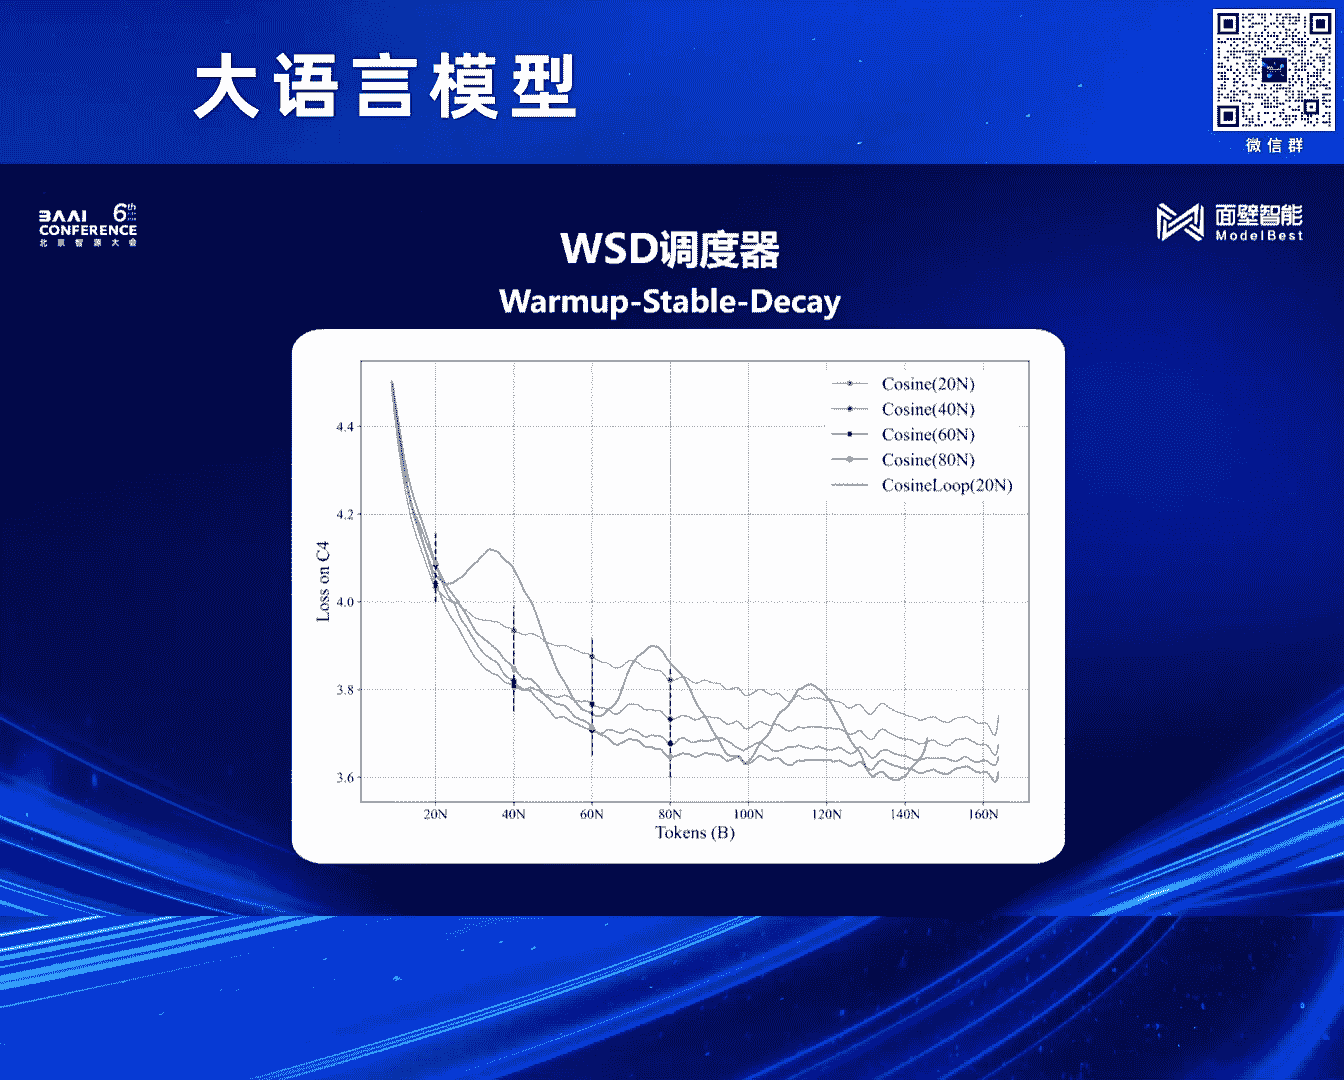 大语言模型
微信群
BAAI 6th
CONFERENCE
北京智源大会
面壁智能
ModelBest
WSD调度器
Warmup-Stable-Decay
Cosine(20N)
Cosine(40N)
Cosine(60N)
Cosine(80N)
CosineLoop(20N)
4.4
4.2
4.0
3.8
3.6
Loss on C4
20N 40N 60N 80N 100N 120N 140N 160N
Tokens (B)